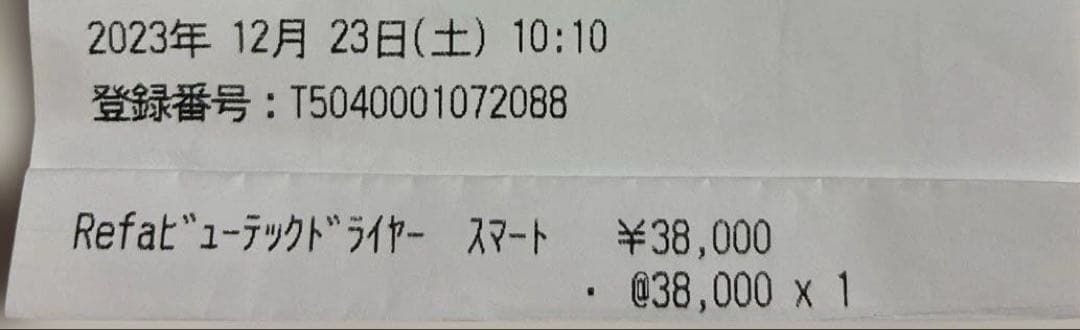 2023年 12月 23日(土) 10:10
登録番号：T5040001072088
Refaﾋﾞｭｰﾃｯｸﾄﾞﾗｲﾔｰ ｽﾏｰﾄ ¥38,000
・ @38,000 x 1